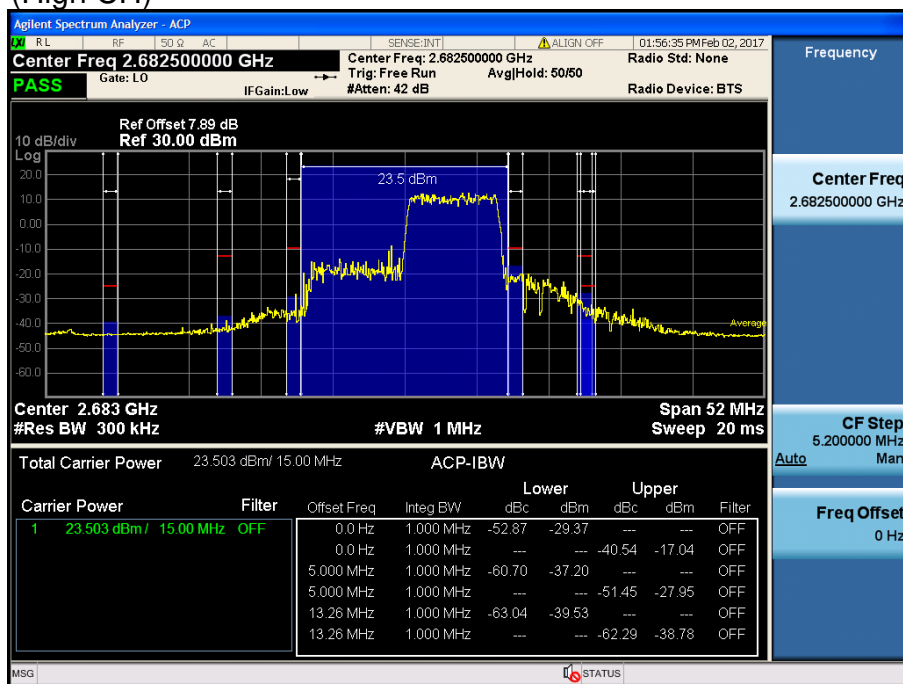 (High CH)
Agilent Spectrum Analyzer - ACP
LXI RL RF 50 Ω AC SENSE:INT ALIGN OFF 01:56:35 PM Feb 02, 2017
Center Freq 2.682500000 GHz Center Freq: 2.682500000 GHz Radio Std: None
PASS Gate: LO IFGain:Low Trig: Free Run Avg|Hold: 50/50
#Atten: 42 dB Radio Device: BTS
Ref Offset 7.89 dB
10 dB/div Ref 30.00 dBm
Log
20.0
10.0
0.00
-10.0
-20.0
-30.0
-40.0
-50.0
-60.0
23.5 dBm
Average
Center 2.683 GHz Span 52 MHz
#Res BW 300 kHz #VBW 1 MHz Sweep 20 ms
Total Carrier Power 23.503 dBm/ 15.00 MHz ACP-IBW
Lower Upper
Carrier Power Filter Offset Freq Integ BW dBc dBm dBc dBm Filter
1 23.503 dBm / 15.00 MHz OFF 0.0 Hz 1.000 MHz -52.87 -29.37 --- --- OFF
0.0 Hz 1.000 MHz --- --- -40.54 -17.04 OFF
5.000 MHz 1.000 MHz -60.70 -37.20 --- --- OFF
5.000 MHz 1.000 MHz --- --- -51.45 -27.95 OFF
13.26 MHz 1.000 MHz -63.04 -39.53 --- --- OFF
13.26 MHz 1.000 MHz --- --- -62.29 -38.78 OFF
MSG STATUS
Frequency
Center Freq
2.682500000 GHz
CF Step
5.200000 MHz
Auto Man
Freq Offset
0 Hz